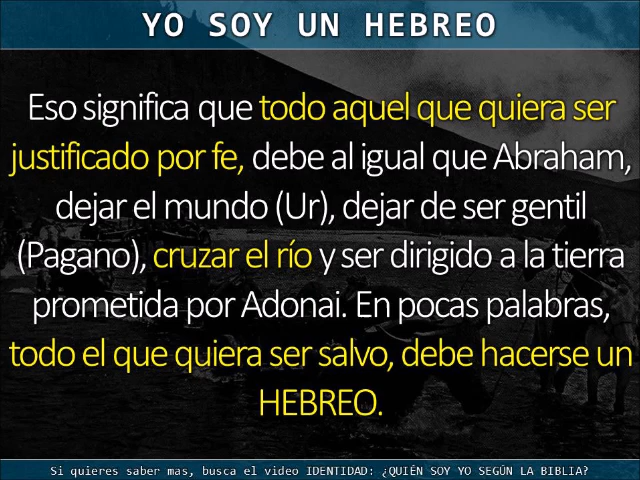 YO SOY UN HEBREO
Eso significa que todo aquel que quiera ser
justificado por fe, debe al igual que Abraham,
dejar el mundo (Ur), dejar de ser gentil
(Pagano), cruzar el río y ser dirigido a la tierra
prometida por Adonai. En pocas palabras,
todo el que quiera ser salvo, debe hacerse un
HEBREO.
Si quieres saber mas, busca el video IDENTIDAD: ¿QUIÉN SOY YO SEGÚN LA BIBLIA?